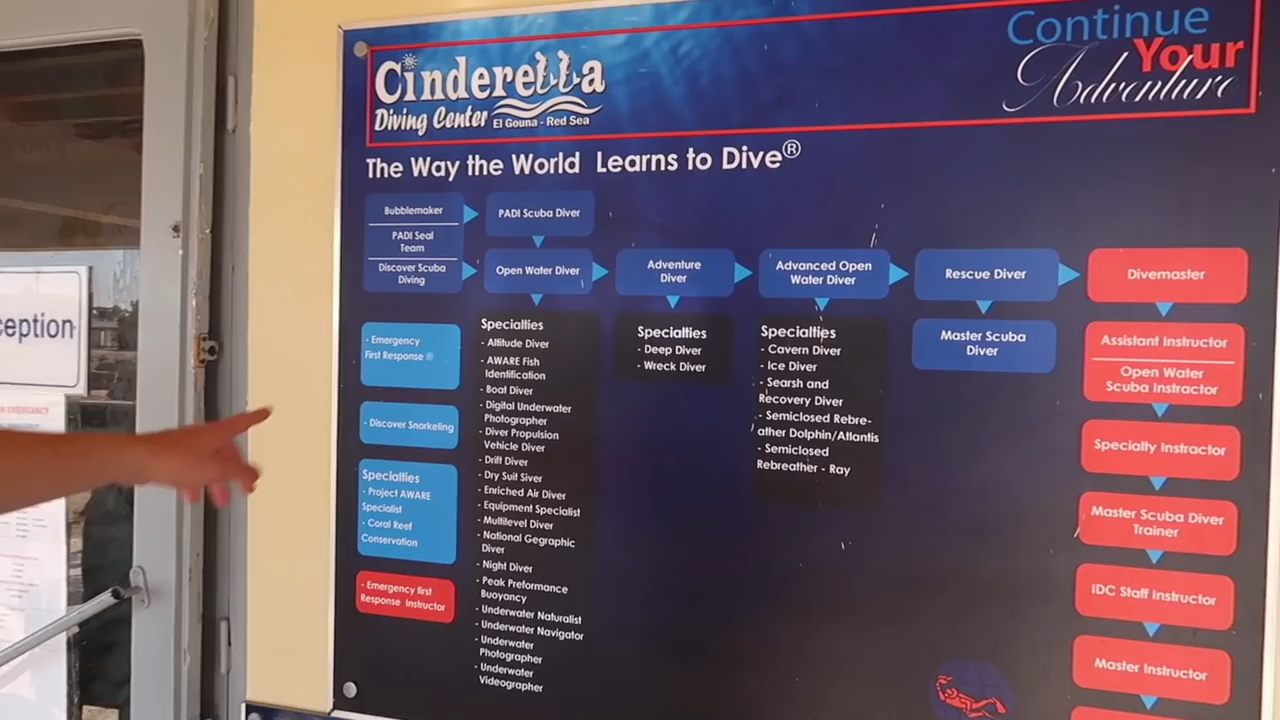 Cinderella
Diving Center El Gouna - Red Sea
Continue
Your
Adventure
The Way the World Learns to Dive®
Bubblemaker
PADI Seal
Team
Discover Scuba
Diving
PADI Scuba Diver
Open Water Diver
Adventure
Diver
Advanced Open
Water Diver
Rescue Diver
Divemaster
- Emergency
First Response ®
- Discover Snorkeling
Specialties
- Project AWARE
Specialist
- Coral Reef
Conservation
- Emergency first
Response Instructor
Specialties
- Altitude Diver
- AWARE Fish
Identification
- Boat Diver
- Digital Underwater
Photographer
- Diver Propulsion
Vehicle Diver
- Drift Diver
- Dry Suit Siver
- Enriched Air Diver
- Equipment Specialist
- Multilevel Diver
- National Gegraphic
Diver
- Night Diver
- Peak Preformance
Buoyancy
- Underwater Naturalist
- Underwater Navigator
- Underwater
Photographer
- Underwater
Videographer
Specialties
- Deep Diver
- Wreck Diver
Specialties
- Cavern Diver
- Ice Diver
- Searsh and
Recovery Diver
- Semiclosed Rebre-
ather Dolphin/Atlantis
- Semiclosed
Rebreather - Ray
Master Scuba
Diver
Assistant Instructor
Open Water
Scuba Instructor
Specialty Instructor
Master Scuba Diver
Trainer
IDC Staff Instructor
Master Instructor
ception
EMERGENCY